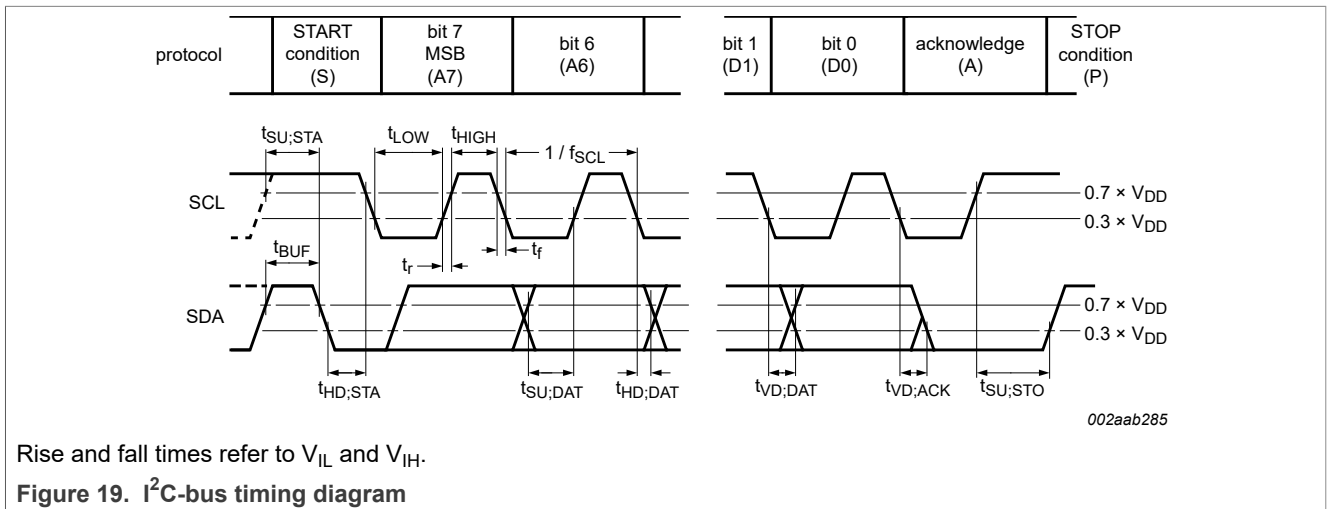 protocol
START condition (S)
bit 7 MSB (A7)
bit 6 (A6)
bit 1 (D1)
bit 0 (D0)
acknowledge (A)
STOP condition (P)
tSU;STA
tLOW
tHIGH
1 / fSCL
SCL
0.7 × VDD
0.3 × VDD
tBUF
tr
tf
SDA
0.7 × VDD
0.3 × VDD
tHD;STA
tSU;DAT
tHD;DAT
tVD;DAT
tVD;ACK
tSU;STO
002aab285
Rise and fall times refer to VIL and VIH.
Figure 19. I²C-bus timing diagram